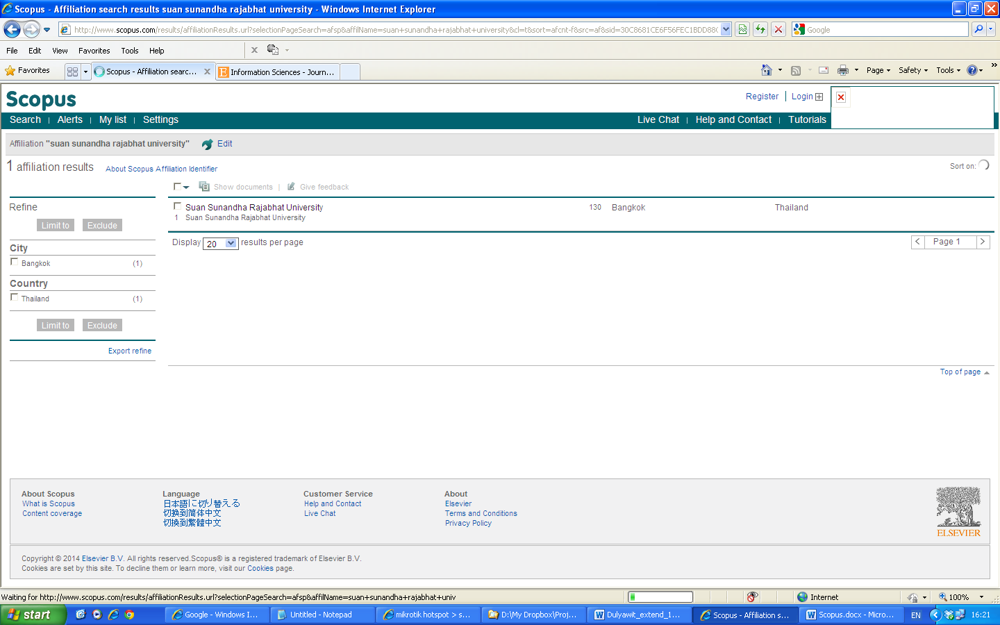 Scopus - Affiliation search results suan sunandha rajabhat university - Windows Internet Explorer
http://www.scopus.com/results/affiliationResults.url?selectionPageSearch=afsp&affilName=suan+sunandha+rajabhat+university&cl=t&sort=afcnt-f&src=af&sid=30C8681CE6F56FEC1BDD88
Google
File Edit View Favorites Tools Help
Favorites
Scopus - Affiliation searc...
Information Sciences - Journ...
Page Safety Tools
Scopus
Register Login
Search Alerts My list Settings
Live Chat Help and Contact Tutorials
Affiliation "suan sunandha rajabhat university" Edit
1 affiliation results About Scopus Affiliation Identifier
Sort on:
Show documents | Give feedback
Refine
Limit to Exclude
City
Bangkok (1)
Country
Thailand (1)
Limit to Exclude
Export refine
Suan Sunandha Rajabhat University 130 Bangkok Thailand
1 Suan Sunandha Rajabhat University
Display 20 results per page
< Page 1 >
Top of page
About Scopus
What is Scopus
Content coverage
Language
日本語に切り替える
切换到简体中文
切換到繁體中文
Customer Service
Help and Contact
Live Chat
About
Elsevier
Terms and Conditions
Privacy Policy
ELSEVIER
Copyright © 2014 Elsevier B.V. All rights reserved.Scopus® is a registered trademark of Elsevier B.V.
Cookies are set by this site. To decline them or learn more, visit our Cookies page.
Waiting for http://www.scopus.com/results/affiliationResults.url?selectionPageSearch=afsp&affilName=suan+sunandha+rajabhat+univ
Internet
100%
start
Google - Windows I...
Untitled - Notepad
mikrotik hotspot > s...
D:\My Dropbox\Proj...
Dulyawit_extend_1...
Scopus - Affiliation s...
Scopus.docx - Micro...
EN
16:21